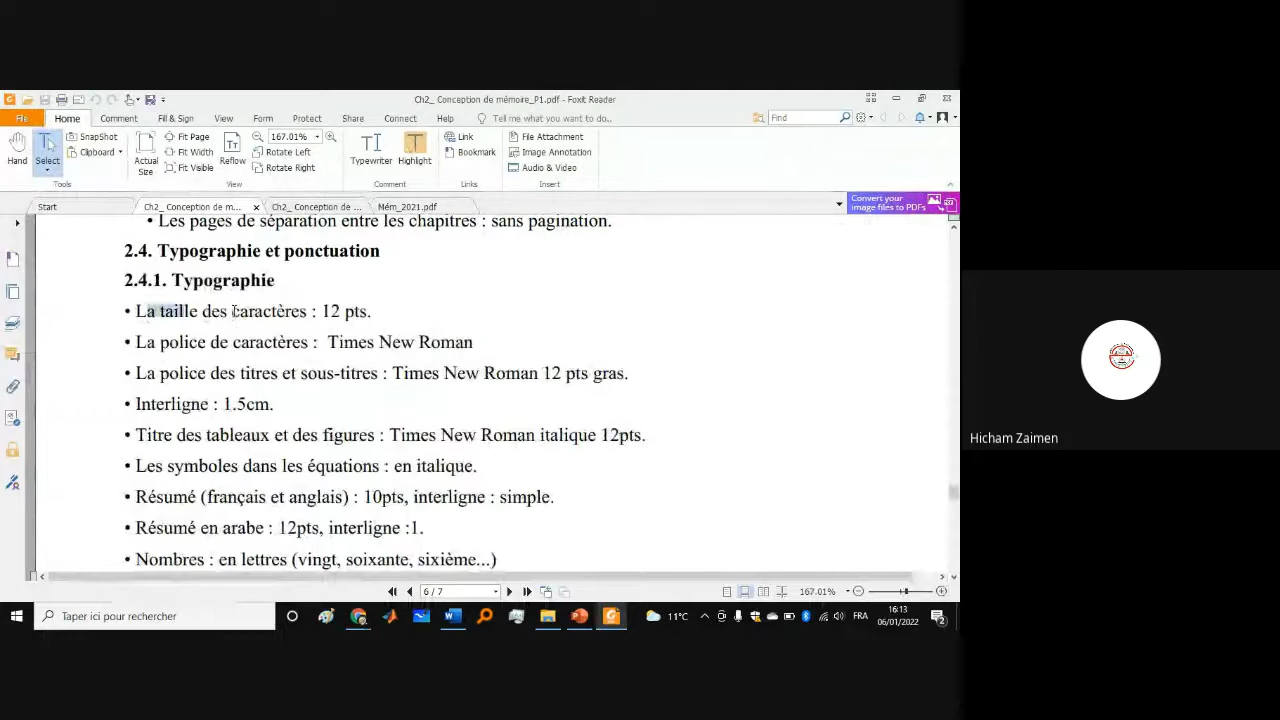 Ch2_ Conception de mémoire_P1.pdf - Foxit Reader
File Home Comment Fill & Sign View Form Protect Share Connect Help Tell me what you want to do.. Find
Hand
Select
SnapShot
Clipboard
Tools
Actual Size
Fit Page
Fit Width
Fit Visible
Reflow
167.01%
Rotate Left
Rotate Right
View
Typewriter
Highlight
Comment
Link
Bookmark
Links
File Attachment
Image Annotation
Audio & Video
Insert
Start Ch2_ Conception de m... Ch2_ Conception de ... Mém_2021.pdf
Convert your
image files to PDFs
• Les pages de séparation entre les chapitres : sans pagination.
2.4. Typographie et ponctuation
2.4.1. Typographie
• La taille des caractères : 12 pts.
• La police de caractères : Times New Roman
• La police des titres et sous-titres : Times New Roman 12 pts gras.
• Interligne : 1.5cm.
• Titre des tableaux et des figures : Times New Roman italique 12pts.
• Les symboles dans les équations : en italique.
• Résumé (français et anglais) : 10pts, interligne : simple.
• Résumé en arabe : 12pts, interligne :1.
• Nombres : en lettres (vingt, soixante, sixième...)
6 / 7
167.01%
Taper ici pour rechercher
11°C
FRA
16:13
06/01/2022
2
Hicham Zaimen